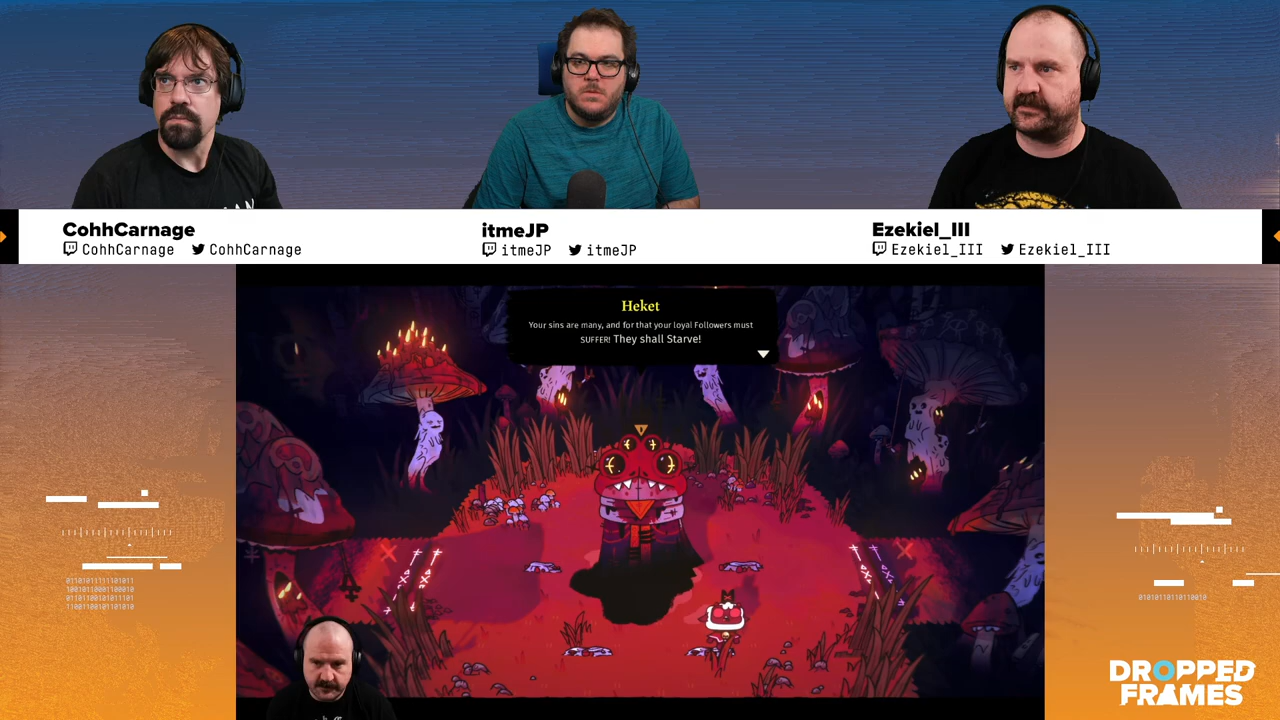 CohhCarnage
CohhCarnage CohhCarnage
itmeJP
itmeJP itmeJP
Ezekiel_III
Ezekiel_III Ezekiel_III
Heket
Your sins are many, and for that your loyal Followers must
SUFFER! They shall Starve!
DROPPED
FRAMES